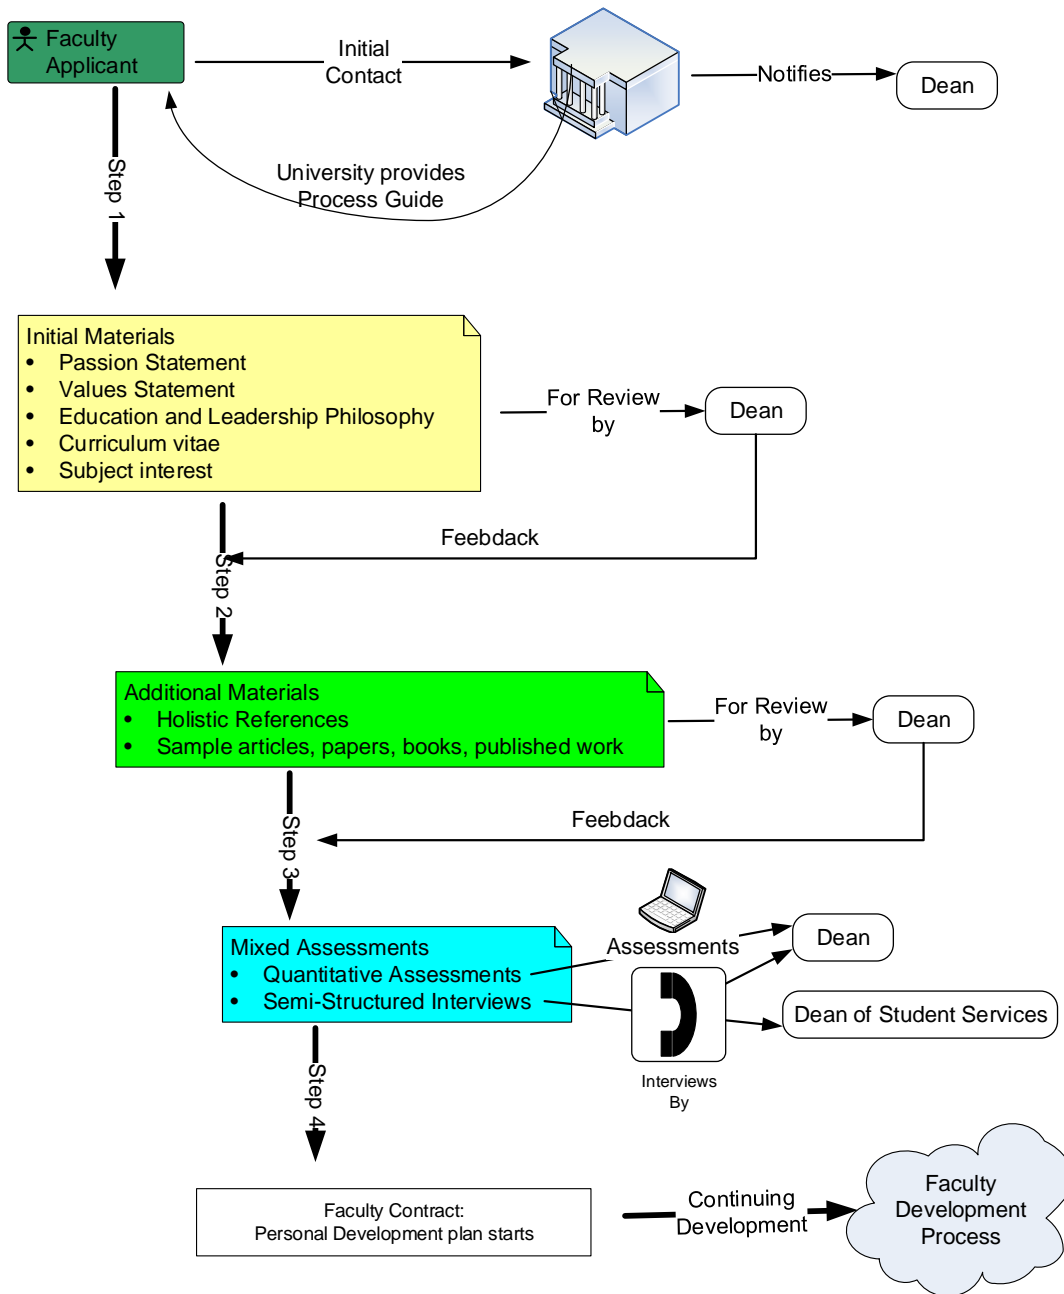 Faculty
Applicant
Initial
Contact
Notifies
Dean
University provides
Process Guide
Step 1
Initial Materials
• Passion Statement
• Values Statement
• Education and Leadership Philosophy
• Curriculum vitae
• Subject interest
For Review
by
Dean
Feebdack
Step 2
Additional Materials
• Holistic References
• Sample articles, papers, books, published work
For Review
by
Dean
Feebdack
Step 3
Mixed Assessments
• Quantitative Assessments
• Semi-Structured Interviews
Assessments
Dean
Dean of Student Services
Interviews
By
Step 4
Faculty Contract:
Personal Development plan starts
Continuing
Development
Faculty
Development
Process